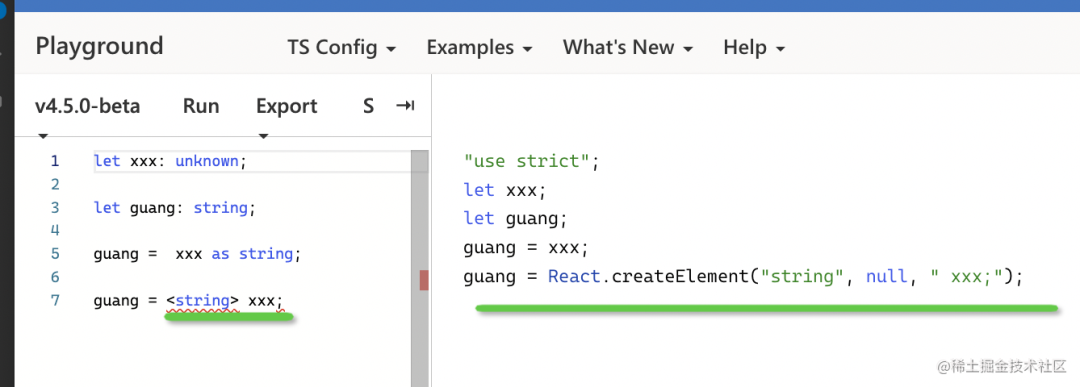 Playground
TS Config
Examples
What's New
Help
v4.5.0-beta
Run
Export
S
1 let xxx: unknown;
2
3 let guang: string;
4
5 guang =  xxx as string;
6
7 guang = <string> xxx;
"use strict";
let xxx;
let guang;
guang = xxx;
guang = React.createElement("string", null, " xxx;");
@稀土掘金技术社区